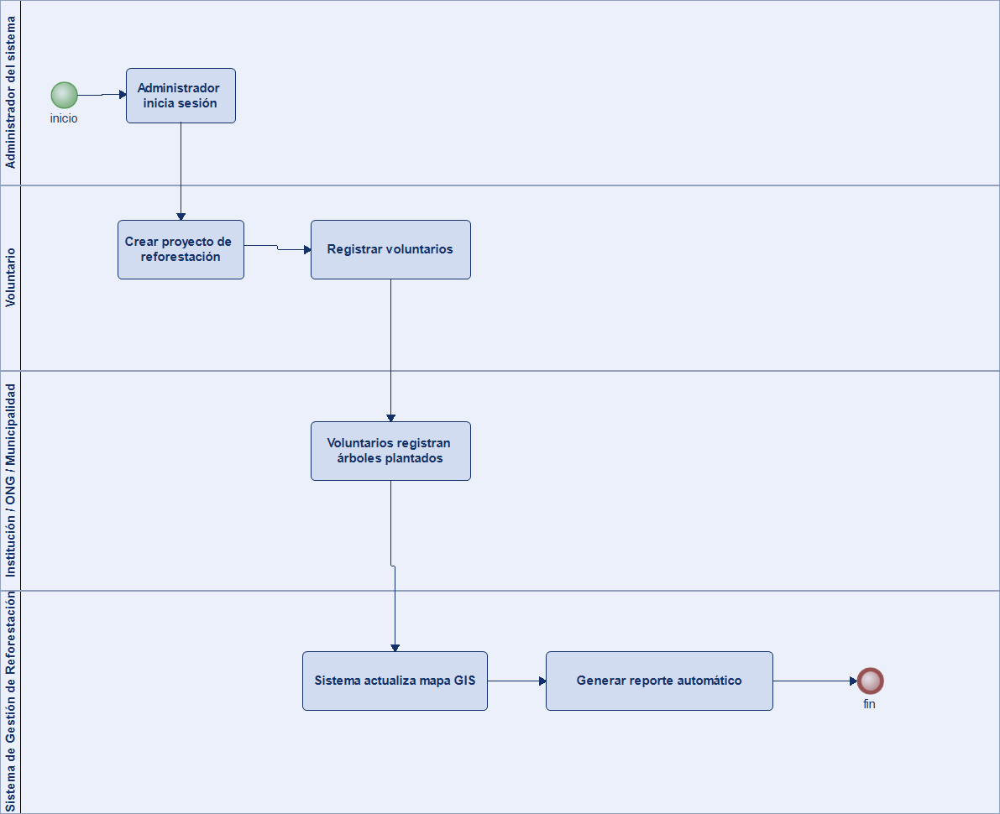 Administrador del sistema
inicio
Administrador
inicia sesión
Voluntario
Crear proyecto de
reforestación
Registrar voluntarios
Institución / ONG / Municipalidad
Voluntarios registran
árboles plantados
Sistema de Gestión de Reforestación
Sistema actualiza mapa GIS
Generar reporte automático
fin